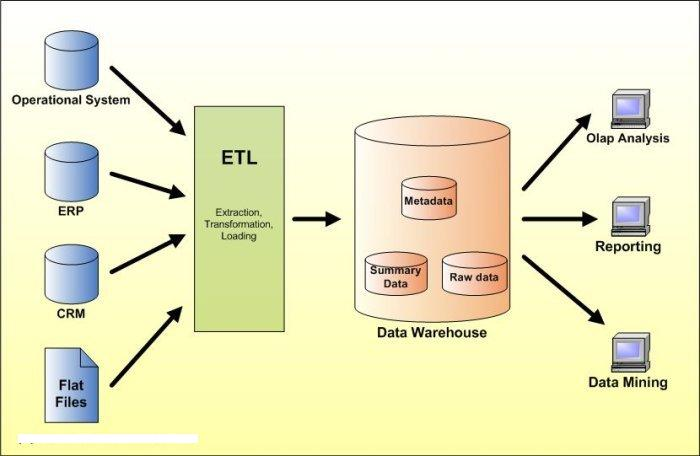 Operational System
ERP
CRM
Flat
Files
ETL
Extraction,
Transformation,
Loading
Metadata
Summary
Data
Raw data
Data Warehouse
Olap Analysis
Reporting
Data Mining